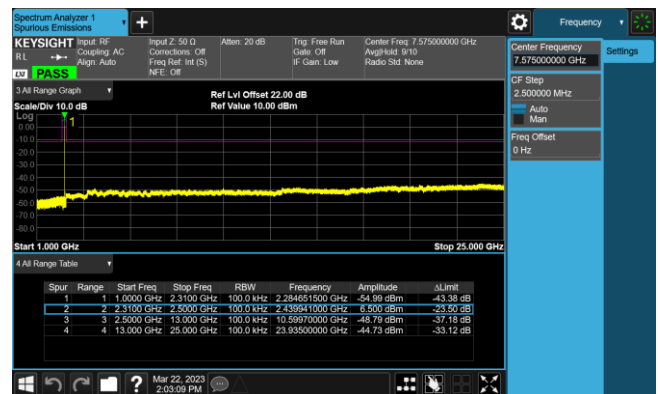 Spectrum Analyzer 1
Spurious Emissions
Frequency
KEYSIGHT
Input: RF
Coupling: AC
Align: Auto
Input Z: 50 Ω
Corrections: Off
Freq Ref: Int (S)
NFE: Off
Atten: 20 dB
Trig: Free Run
Gate: Off
IF Gain: Low
Center Freq: 7.575000000 GHz
Avg|Hold: 9/10
Radio Std: None
R L
LXI PASS
Center Frequency
7.575000000 GHz
Settings
CF Step
2.500000 MHz
Auto
Man
Freq Offset
0 Hz
3 All Range Graph
Scale/Div 10.0 dB
Ref Lvl Offset 22.00 dB
Ref Value 10.00 dBm
Log
1
0.00
-10.0
-20.0
-30.0
-40.0
-50.0
-60.0
-70.0
-80.0
Start 1.000 GHz
Stop 25.000 GHz
4 All Range Table
Spur Range Start Freq Stop Freq RBW Frequency Amplitude ΔLimit
1 1 1.0000 GHz 2.3100 GHz 100.0 kHz 2.284651500 GHz -54.99 dBm -43.38 dB
2 2 2.3100 GHz 2.5000 GHz 100.0 kHz 2.439941000 GHz 6.500 dBm -23.50 dB
3 3 2.5000 GHz 13.000 GHz 100.0 kHz 10.59970000 GHz -48.79 dBm -37.18 dB
4 4 13.000 GHz 25.000 GHz 100.0 kHz 23.93500000 GHz -44.73 dBm -33.12 dB
?
Mar 22, 2023
2:03:09 PM